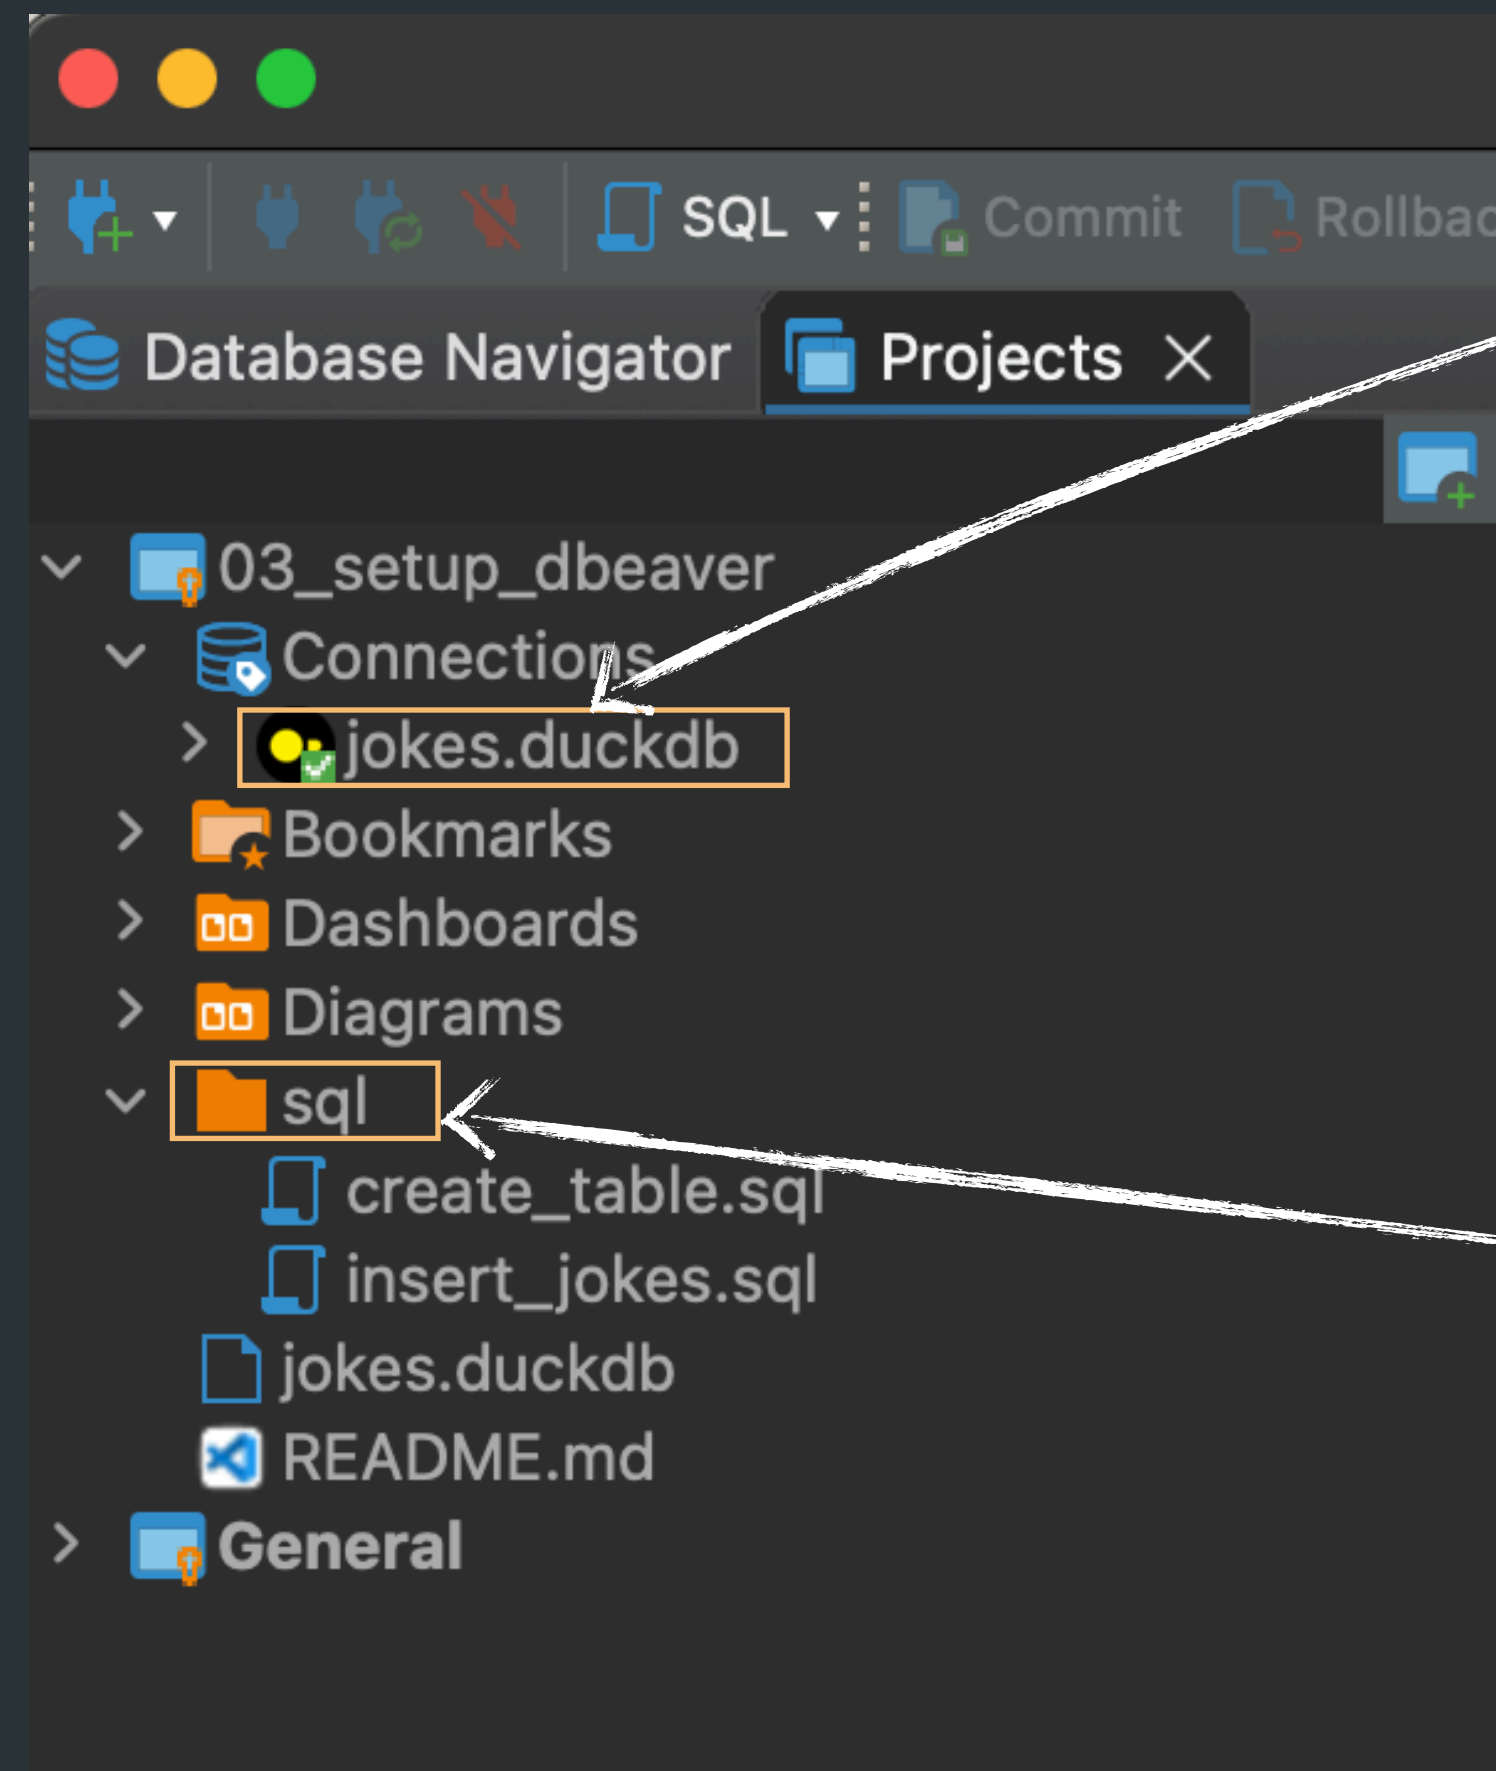 SQL Commit Rollbac
Database Navigator Projects
03_setup_dbeaver
Connections
jokes.duckdb
Bookmarks
Dashboards
Diagrams
sql
create_table.sql
insert_jokes.sql
jokes.duckdb
README.md
General